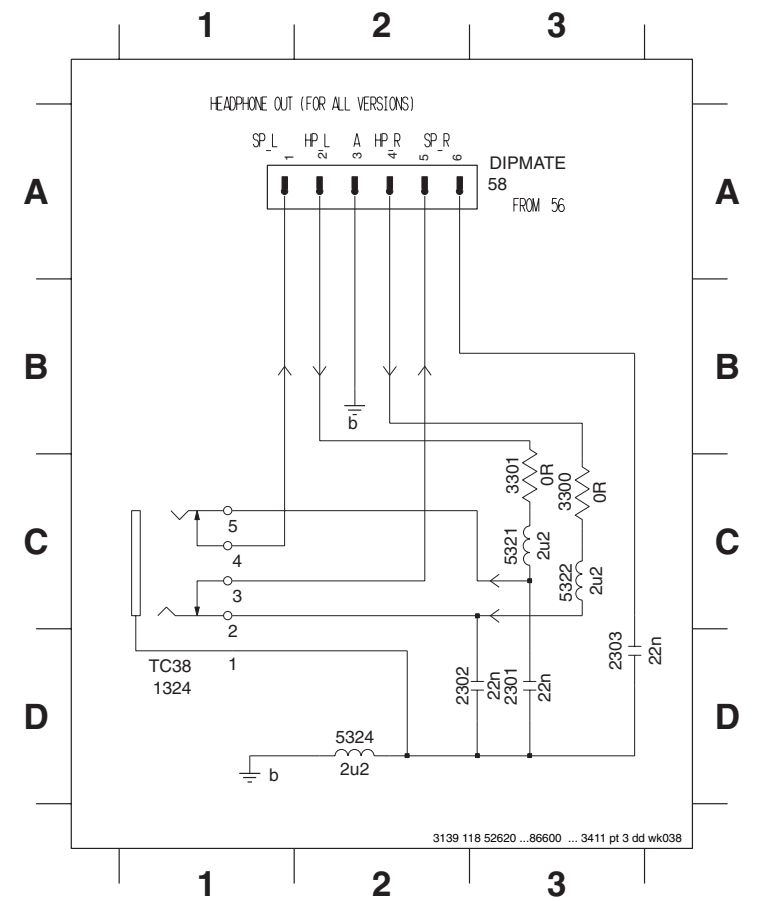 1 2 3
HEADPHONE OUT (FOR ALL VERSIONS)
SP_L HP_L A HP_R SP_R
1 2 3 4 5 6
DIPMATE
58
FROM 56
A A
B B
b
3301 0R
3300 0R
5
C C
5321 2u2
4
5322 2u2
3
2
TC38
1324
1
2303 22n
2302 22n
2301 22n
D D
5324
2u2
b
3139 118 52620 ...86600 ... 3411 pt 3 dd wk038
1 2 3